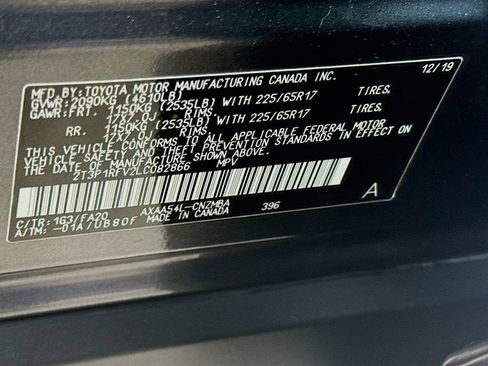 MFD. BY: TOYOTA MOTOR MANUFACTURING CANADA INC. 12/19
GVWR: 2090KG (4610LB)
GAWR: FRT. 1150KG (2535LB) WITH 225/65R17 TIRES.
17X7.0J RIMS
RR. 1150KG (2535LB) WITH 225/65R17 TIRES.
17X7.0J RIMS.
THIS VEHICLE CONFORMS TO ALL APPLICABLE FEDERAL MOTOR
VEHICLE SAFETY AND THEFT PREVENTION STANDARDS IN EFFECT ON
THE DATE OF MANUFACTURE SHOWN ABOVE.
2T3P1RFV2LC082866 MPV
C/TR: 1G3/FA20 AXAA54L-CNZMBA 396 A
A/TM: -01A/UB80F MADE IN CANADA